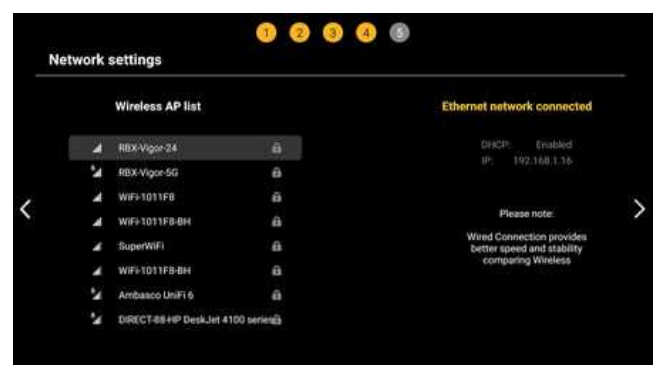 1 2 3 4 5
Network settings
Wireless AP list
RBX-Vigor-24
RBX-Vigor-5G
WiFi-1011F8
WiFi-1011F8-BH
SuperWiFi
WiFi-1011F8-BH
Ambasco UniFi 6
DIRECT-88-HP DeskJet 4100 series
Ethernet network connected
DHCP: Enabled
IP: 192.168.1.16
Please note:
Wired Connection provides
better speed and stability
comparing Wireless